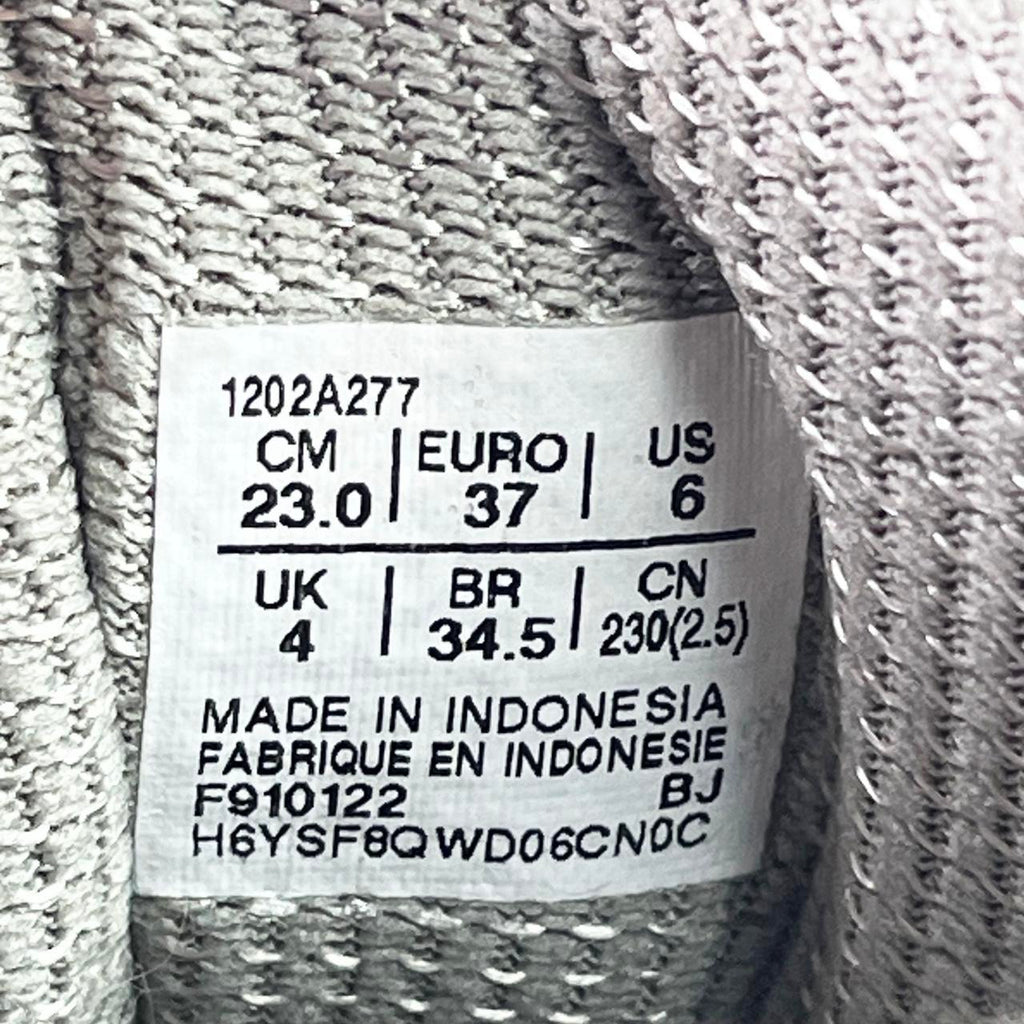 1202A277
CM | EURO | US
23.0 | 37 | 6
UK | BR | CN
4 | 34.5 | 230(2.5)
MADE IN INDONESIA
FABRIQUE EN INDONESIE
F910122 BJ
H6YSF8QWD06CN0C